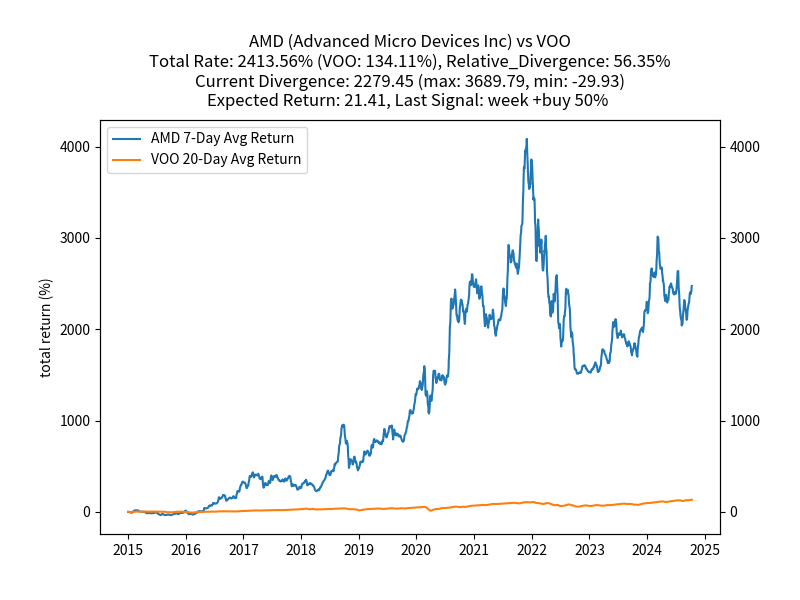 AMD (Advanced Micro Devices Inc) vs VOO
Total Rate: 2413.56% (VOO: 134.11%), Relative_Divergence: 56.35%
Current Divergence: 2279.45 (max: 3689.79, min: -29.93)
Expected Return: 21.41, Last Signal: week +buy 50%
AMD 7-Day Avg Return
VOO 20-Day Avg Return
total return (%)
4000
3000
2000
1000
0
4000
3000
2000
1000
0
2015 2016 2017 2018 2019 2020 2021 2022 2023 2024 2025